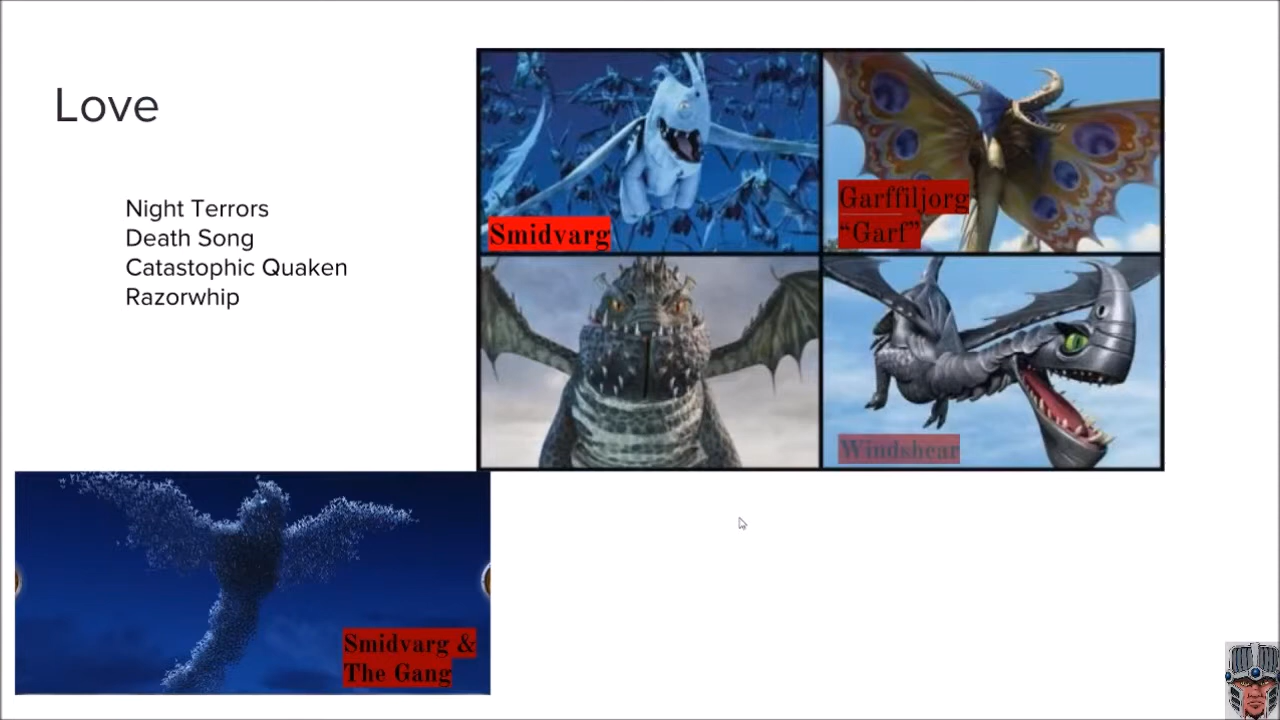 Love
Night Terrors
Death Song
Catastophic Quaken
Razorwhip
Smidvarg
Garffiljorg
“Garf”
Windshear
Smidvarg &
The Gang